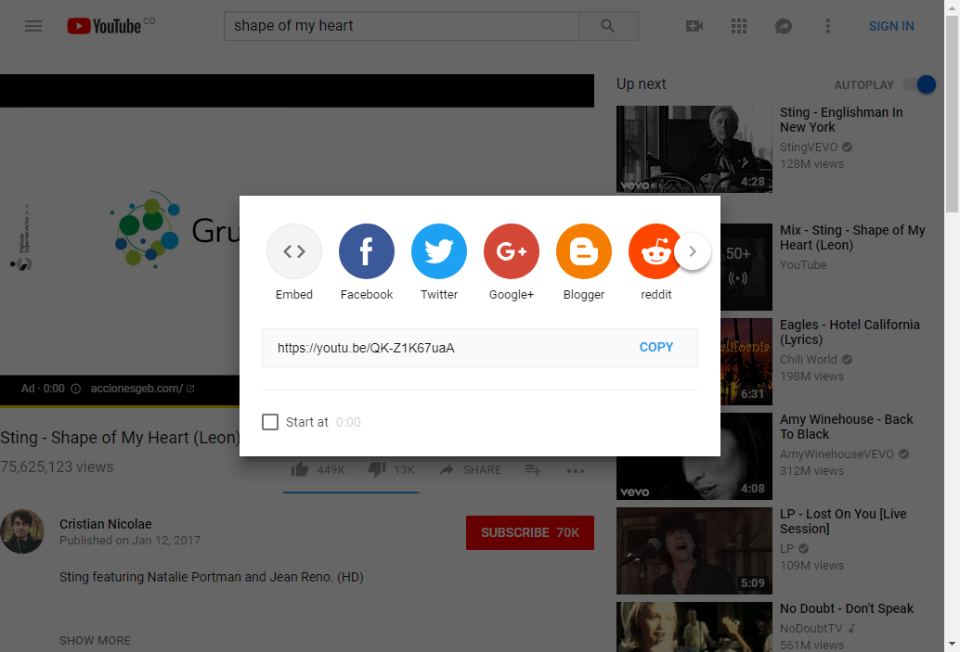 YouTube CO
shape of my heart
SIGN IN
Up next
AUTOPLAY
Sting - Englishman In
New York
StingVEVO
128M views
vevo
4:28
Gru
Embed
Facebook
Twitter
Google+
Blogger
reddit
https://youtu.be/QK-Z1K67uaA
COPY
Start at 0:00
50+
Mix - Sting - Shape of My
Heart (Leon)
YouTube
Eagles - Hotel California
(Lyrics)
Chili World
198M views
6:31
Ad · 0:00
accionesgeb.com/
Sting - Shape of My Heart (Leon)
75,625,123 views
449K
13K
SHARE
Amy Winehouse - Back
To Black
AmyWinehouseVEVO
312M views
vevo
4:08
Cristian Nicolae
Published on Jan 12, 2017
SUBSCRIBE 70K
Sting featuring Natalie Portman and Jean Reno. (HD)
SHOW MORE
LP - Lost On You [Live
Session]
LP
109M views
5:09
No Doubt - Don't Speak
NoDoubtTV
561M views